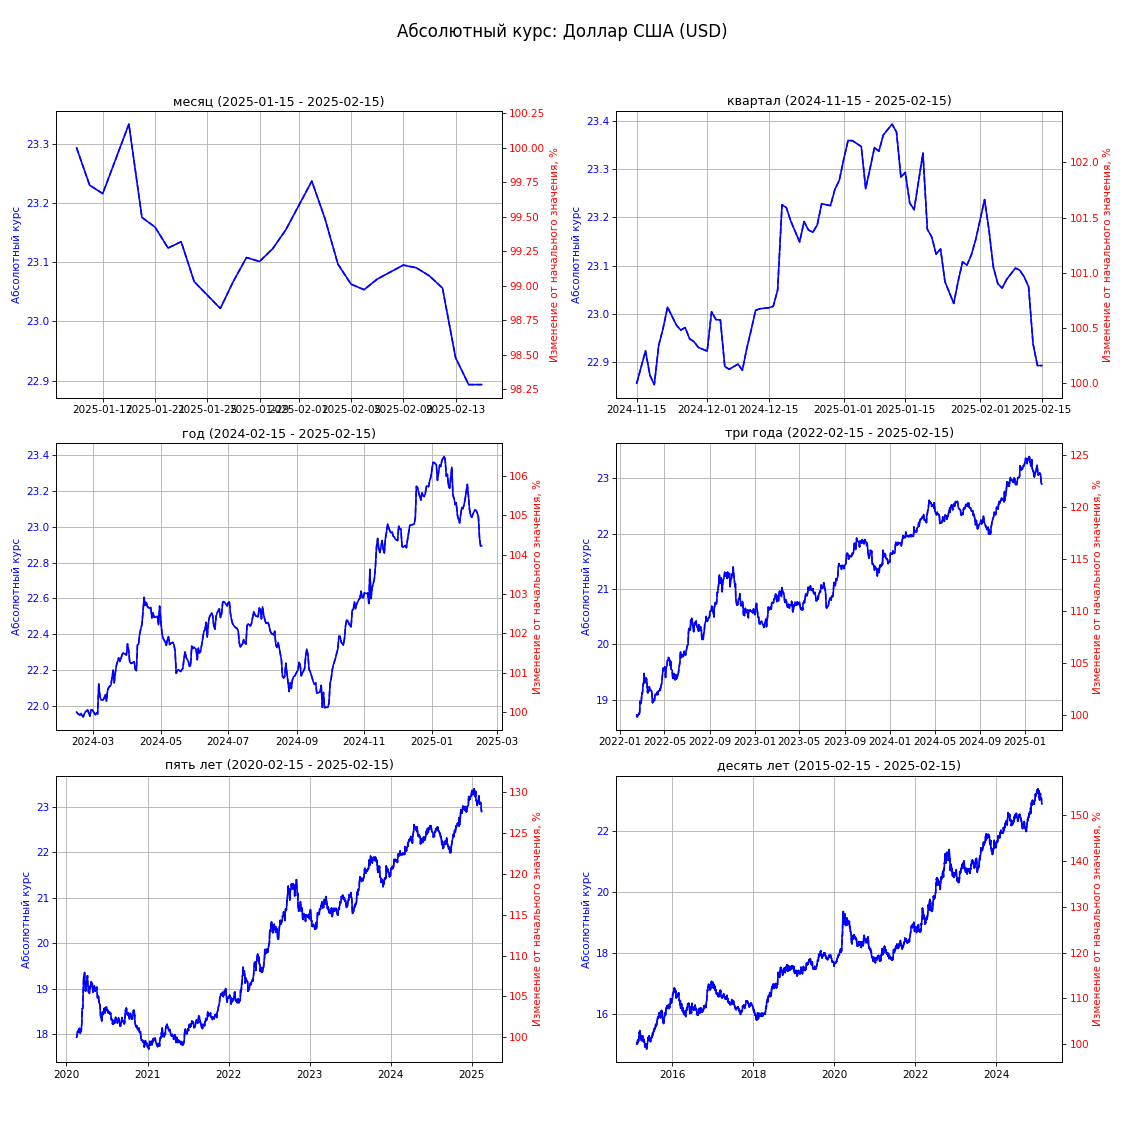 Абсолютный курс: Доллар США (USD)
месяц (2025-01-15 - 2025-02-15)
Абсолютный курс
23.3
23.2
23.1
23.0
22.9
100.25
100.00
99.75
99.50
99.25
99.00
98.75
98.50
98.25
Изменение от начального значения, %
2025-01-17 2025-01-21 2025-01-25 2025-01-29 2025-02-01 2025-02-05 2025-02-09 2025-02-13
квартал (2024-11-15 - 2025-02-15)
Абсолютный курс
23.4
23.3
23.2
23.1
23.0
22.9
102.0
101.5
101.0
100.5
100.0
Изменение от начального значения, %
2024-11-15 2024-12-01 2024-12-15 2025-01-01 2025-01-15 2025-02-01 2025-02-15
год (2024-02-15 - 2025-02-15)
Абсолютный курс
23.4
23.2
23.0
22.8
22.6
22.4
22.2
22.0
106
105
104
103
102
101
100
Изменение от начального значения, %
2024-03 2024-05 2024-07 2024-09 2024-11 2025-01 2025-03
три года (2022-02-15 - 2025-02-15)
Абсолютный курс
23
22
21
20
19
125
120
115
110
105
100
Изменение от начального значения, %
2022-01 2022-05 2022-09 2023-01 2023-05 2023-09 2024-01 2024-05 2024-09 2025-01
пять лет (2020-02-15 - 2025-02-15)
Абсолютный курс
23
22
21
20
19
18
130
125
120
115
110
105
100
Изменение от начального значения, %
2020 2021 2022 2023 2024 2025
десять лет (2015-02-15 - 2025-02-15)
Абсолютный курс
22
20
18
16
150
140
130
120
110
100
Изменение от начального значения, %
2016 2018 2020 2022 2024